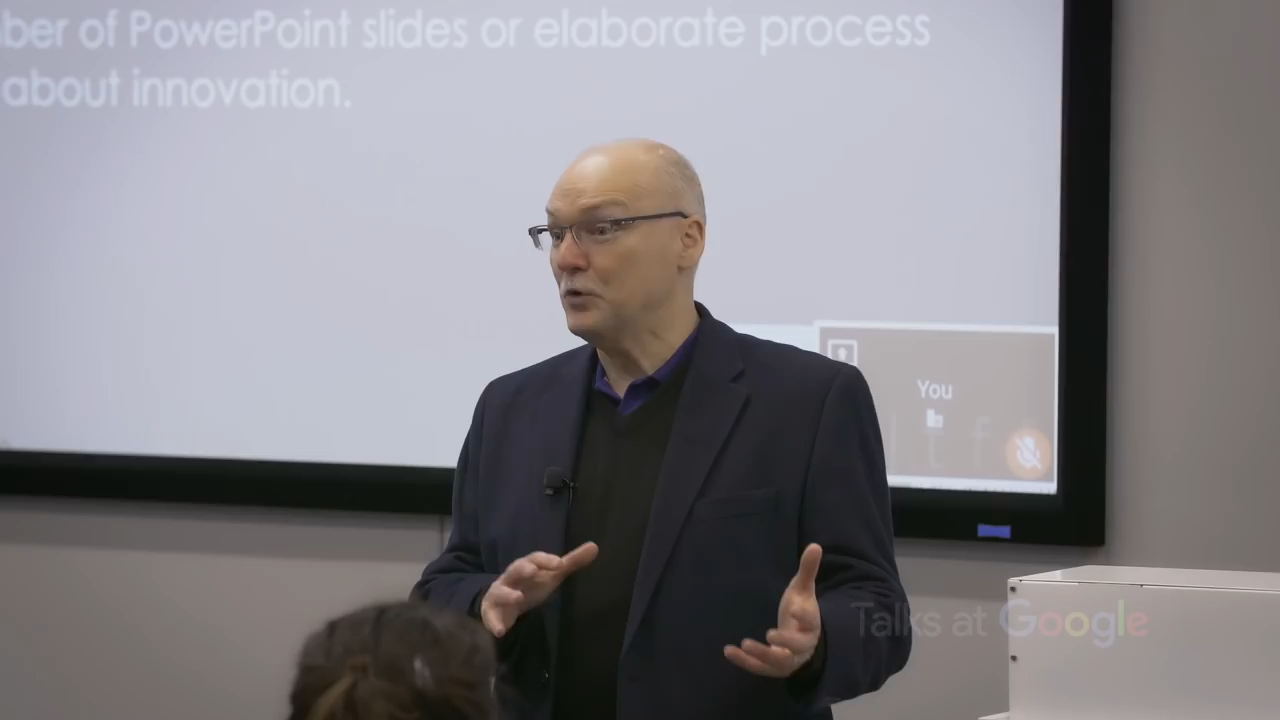 ber of PowerPoint slides or elaborate process
about innovation.
You
Talks at Google